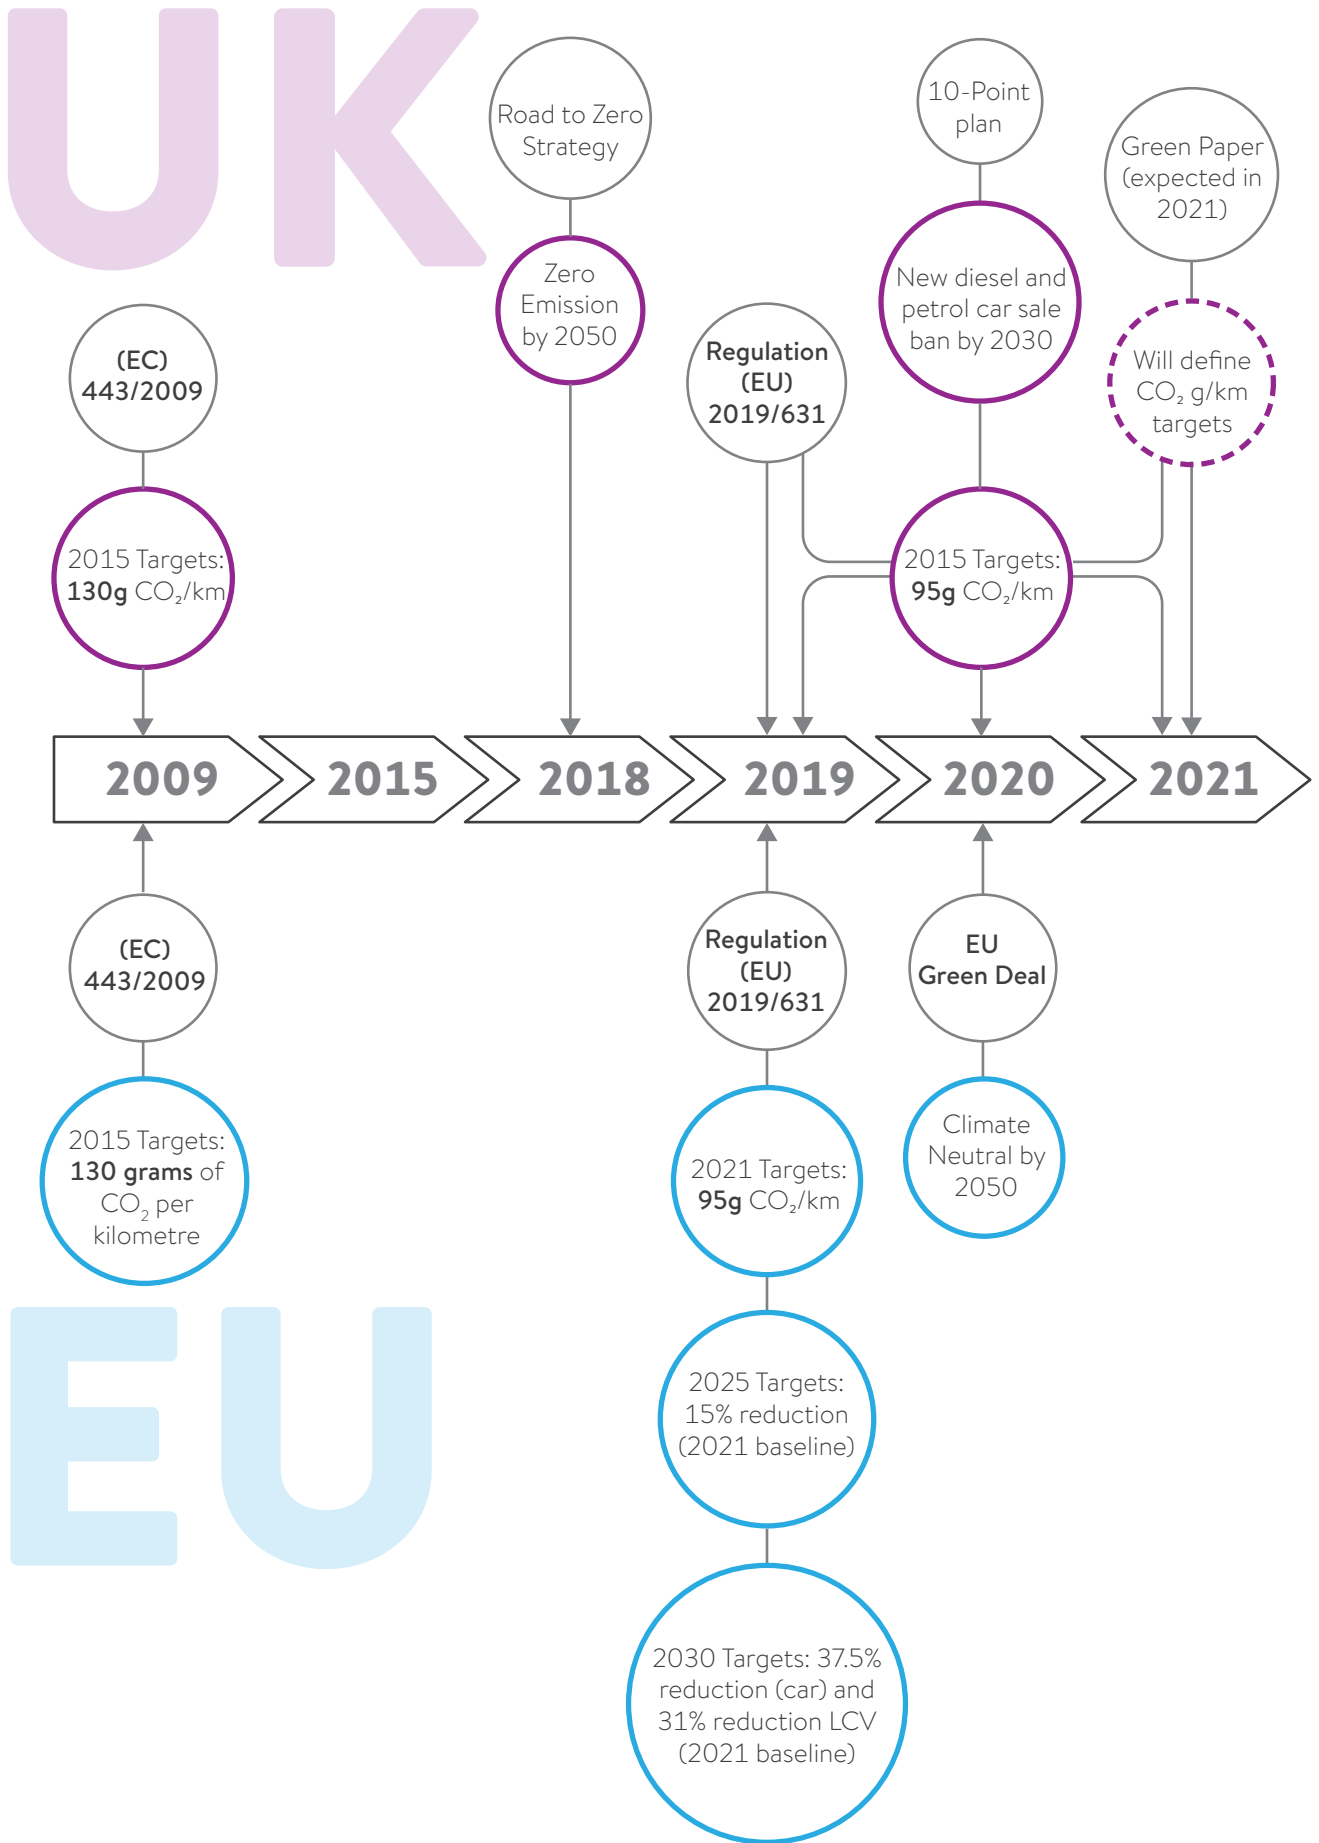 UK
Road to Zero
Strategy
10-Point
plan
Green Paper
(expected in
2021)
Zero
Emission
by 2050
New diesel and
petrol car sale
ban by 2030
(EC)
443/2009
Regulation
(EU)
2019/631
Will define
CO₂ g/km
targets
2015 Targets:
130g CO₂/km
2015 Targets:
95g CO₂/km
2009
2015
2018
2019
2020
2021
(EC)
443/2009
Regulation
(EU)
2019/631
EU
Green Deal
2015 Targets:
130 grams of
CO₂ per
kilometre
2021 Targets:
95g CO₂/km
Climate
Neutral by
2050
EU
2025 Targets:
15% reduction
(2021 baseline)
2030 Targets: 37.5%
reduction (car) and
31% reduction LCV
(2021 baseline)